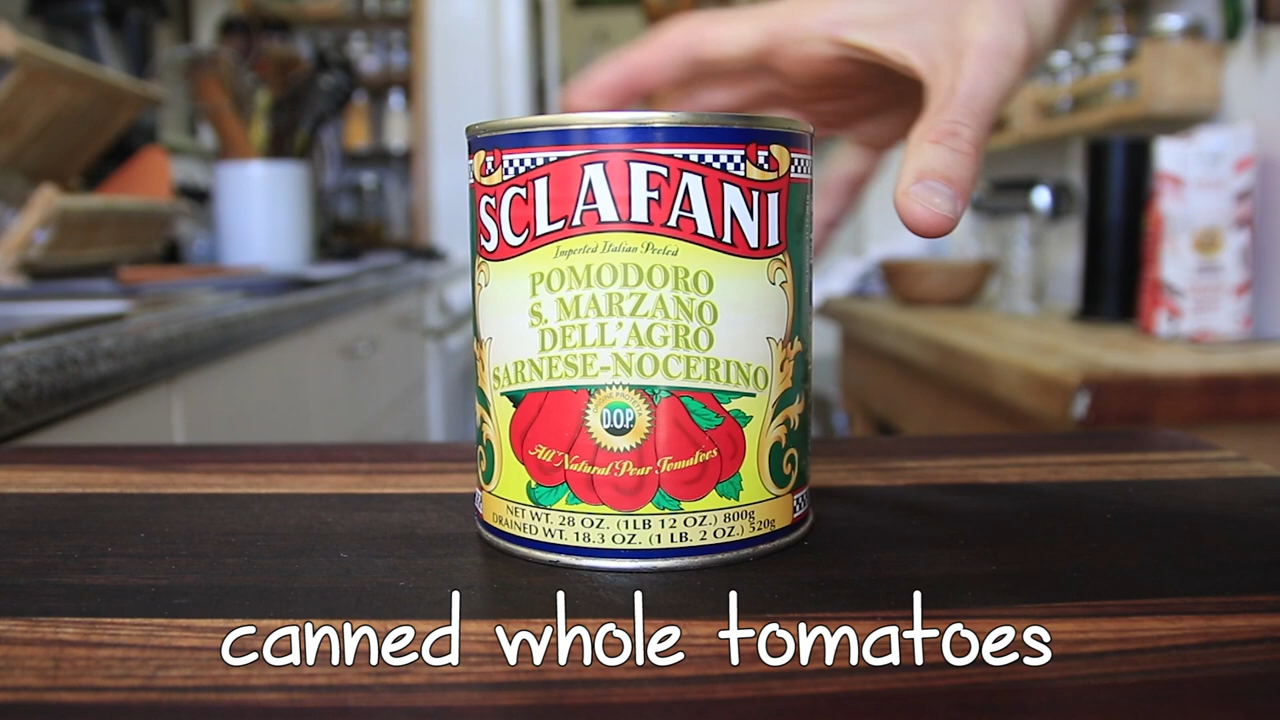 SCLAFANI
Imported Italian Peeled
POMODORO
S. MARZANO
DELL'AGRO
SARNESE-NOCERINO
D.O.P.
All Natural Pear Tomatoes
NET WT. 28 OZ. (1LB 12 OZ.) 800g
DRAINED WT. 18.3 OZ. (1 LB. 2 OZ.) 520g
canned whole tomatoes